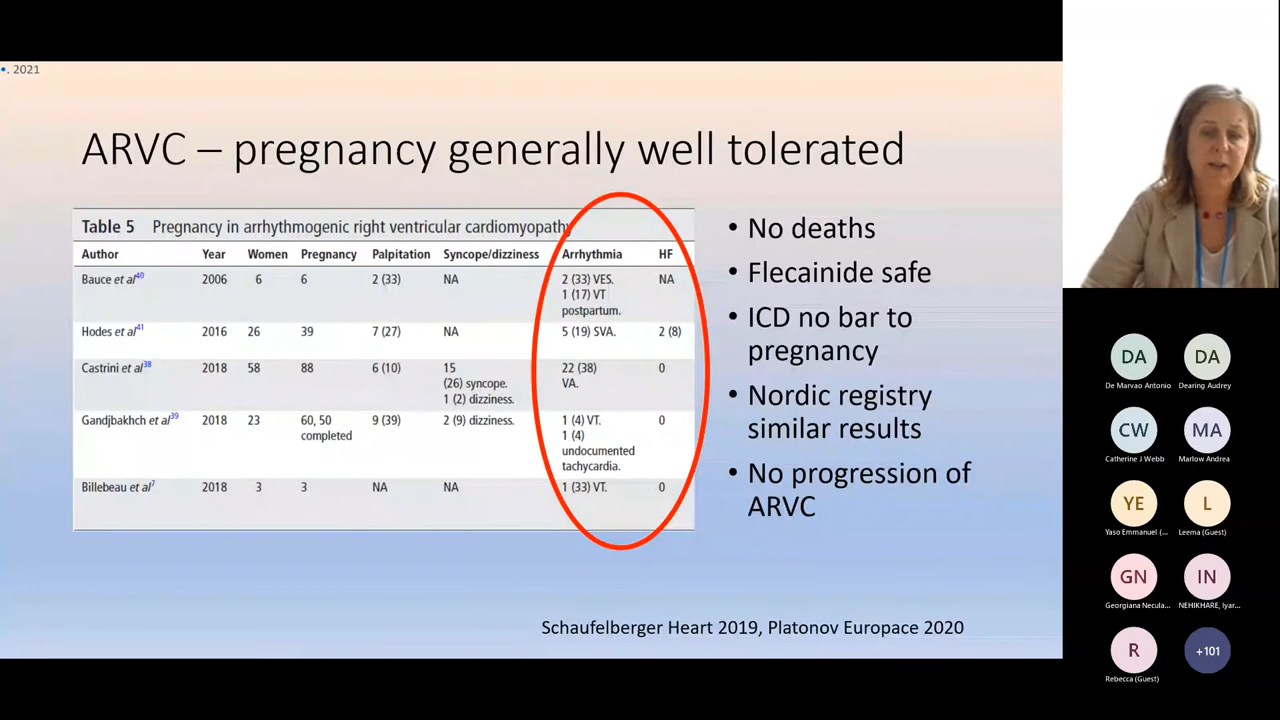 . 2021
ARVC – pregnancy generally well tolerated
Table 5 Pregnancy in arrhythmogenic right ventricular cardiomyopathy
Author Year Women Pregnancy Palpitation Syncope/dizziness Arrhythmia HF
Bauce et al40 2006 6 6 2 (33) NA 2 (33) VES. NA
1 (17) VT
postpartum.
Hodes et al41 2016 26 39 7 (27) NA 5 (19) SVA. 2 (8)
Castrini et al38 2018 58 88 6 (10) 15 22 (38) 0
(26) syncope. VA.
1 (2) dizziness.
Gandjbakhch et al39 2018 23 60, 50 9 (39) 2 (9) dizziness. 1 (4) VT. 0
completed 1 (4)
undocumented
tachycardia.
Billebeau et al7 2018 3 3 NA NA 1 (33) VT. 0
• No deaths
• Flecainide safe
• ICD no bar to
pregnancy
• Nordic registry
similar results
• No progression of
ARVC
Schaufelberger Heart 2019, Platonov Europace 2020
DA DA
De Marvao Antonio Dearing Audrey
CW MA
Catherine J Webb Marlow Andrea
YE L
Yaso Emmanuel (... Leema (Guest)
GN IN
Georgiana Necula... NEHIKHARE, Iyar...
R +101
Rebecca (Guest)